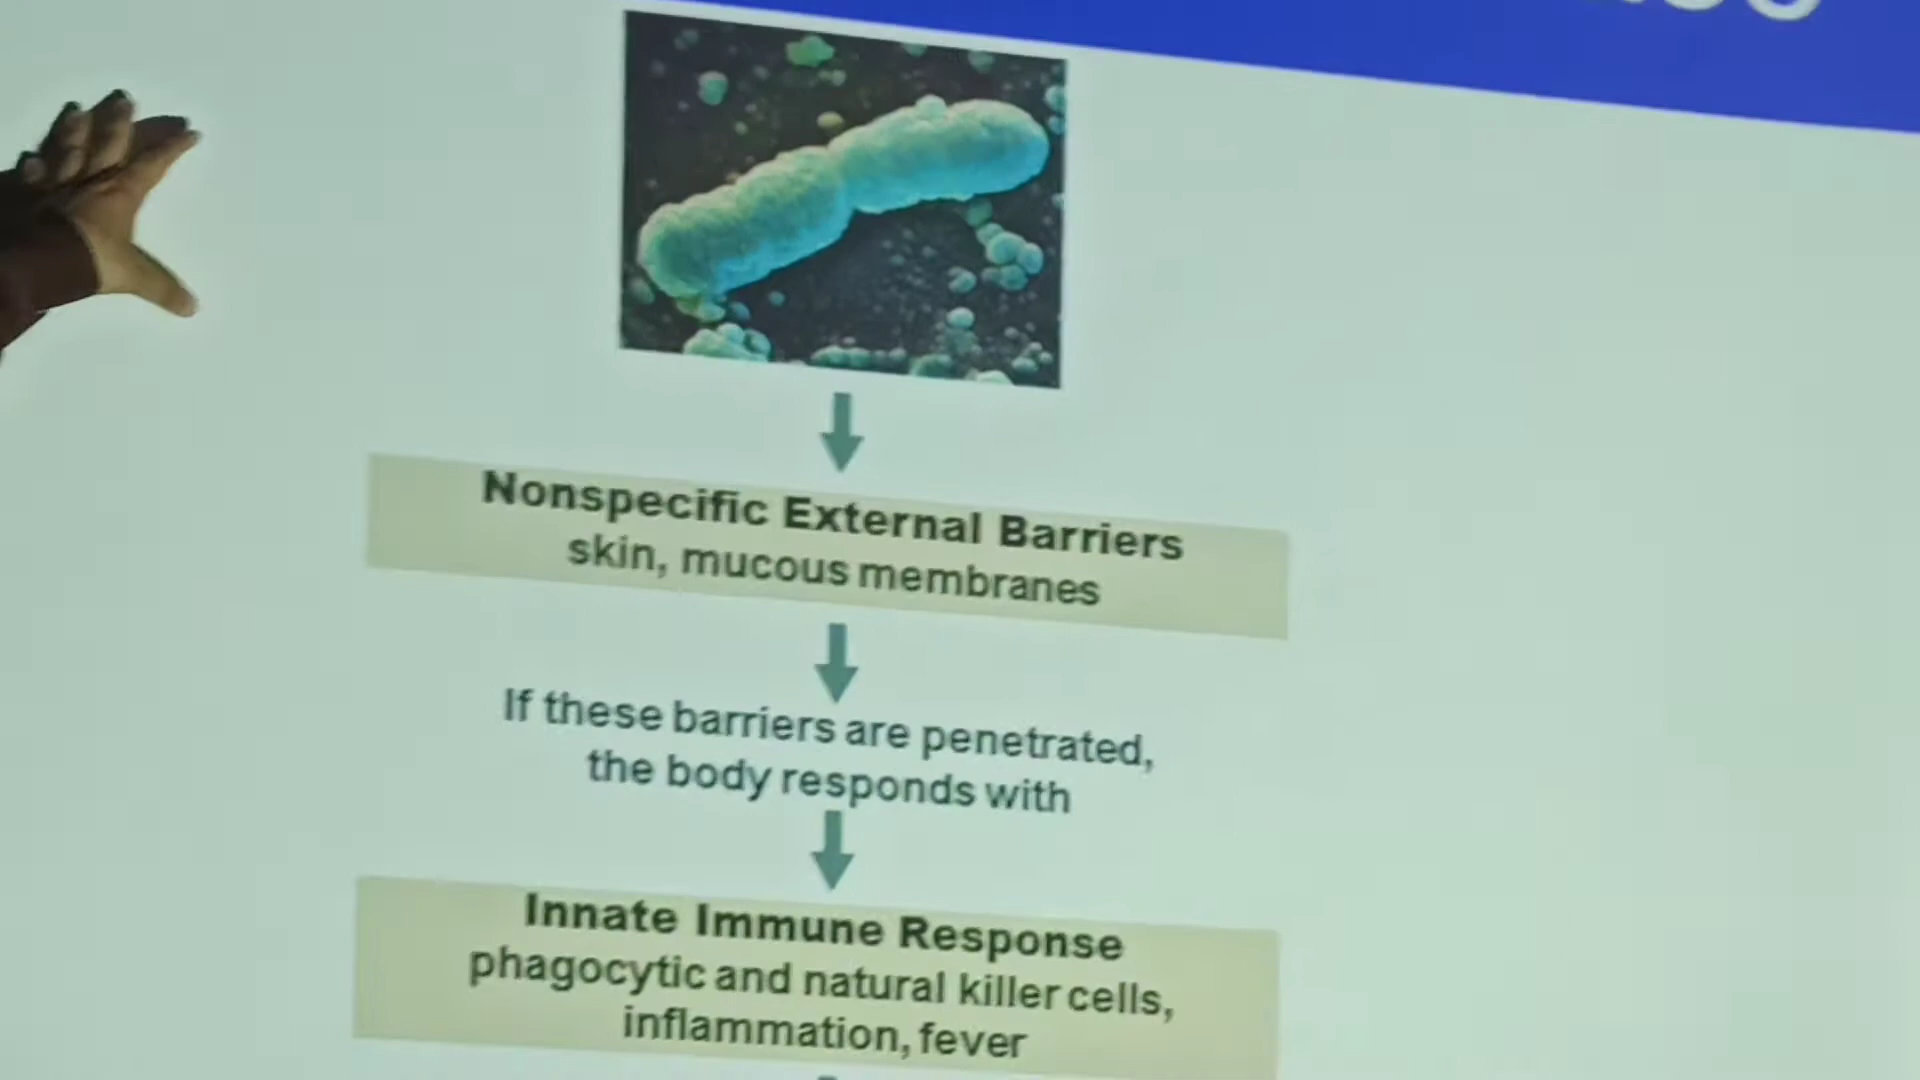 Nonspecific External Barriers
skin, mucous membranes
If these barriers are penetrated,
the body responds with
Innate Immune Response
phagocytic and natural killer cells,
inflammation, fever